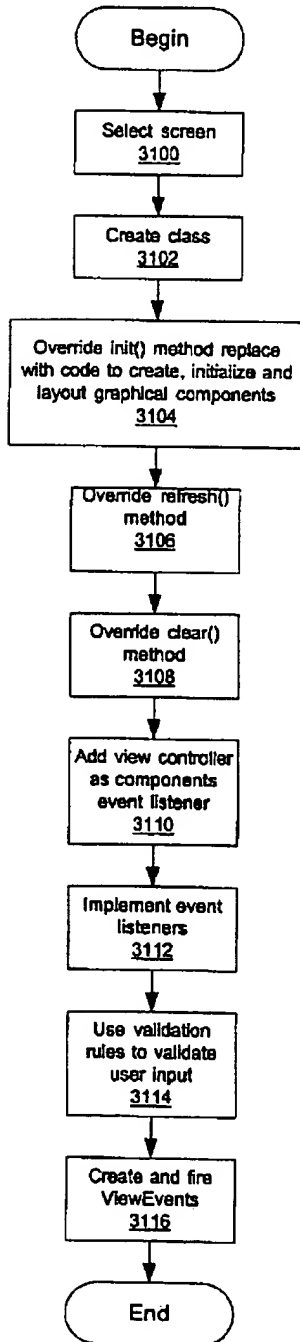 Begin
Select screen
3100
Create class
3102
Override init() method replace
with code to create, initialize and
layout graphical components
3104
Override refresh()
method
3106
Override clear()
method
3108
Add view controller
as components
event listener
3110
Implement event
listeners
3112
Use validation
rules to validate
user input
3114
Create and fire
ViewEvents
3116
End